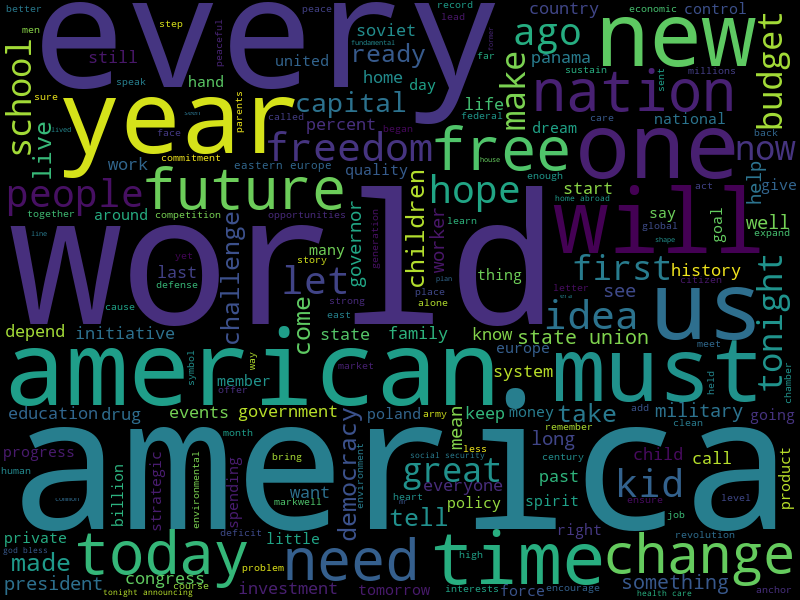 better men step peace peaceful record lead country economic control
every new
soviet ago
fundamental former
school still united ready far panama budget
speak home day sustain millions
sure hand make nation sent
year parents capital life
called federal care national
live lived face percent began dream back
freedom free one now
house
work commitment eastern europe quality enough act help
people future hope children start home abroad give
together around competition opportunities governor learn say goal well
generation worker global expand
line challenge many shape
world will
yet story thing first history
last let plan letter citizen tonight
defense strong place see
cause alone idea us
east come
depend initiative state family know state union meet
europe chamber
american must
symbol way market system held
member offer
education drug events government poland army keep money add military going
mean take remember clean
month democracy long
progress bring less
america
human strategic environmental social security great century past child call product
environment
billion spending want everyone kid level
common heart tell policy spirit ensure
markwell mr job
private deficit little right revolution
god bless today need high time change
made problem
president congress investment tomorrow interests force something anchor
tonight announcing course encourage health care